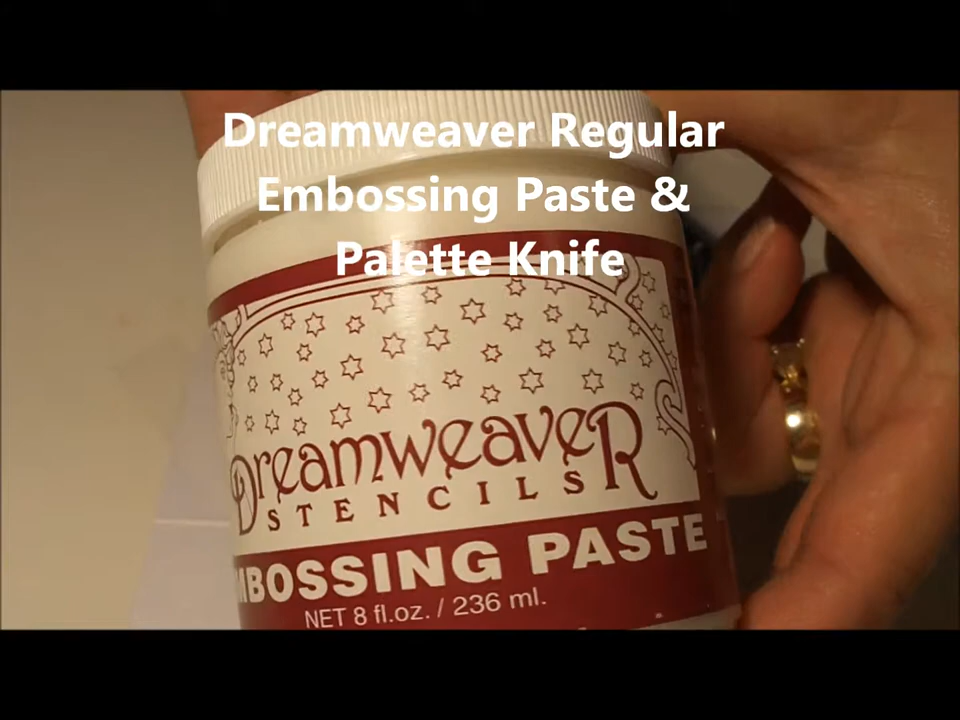 Dreamweaver Regular
Embossing Paste &
Palette Knife
DreamweaveR
STENCILS
MBOSSING PASTE
NET 8 fl.oz. / 236 ml.